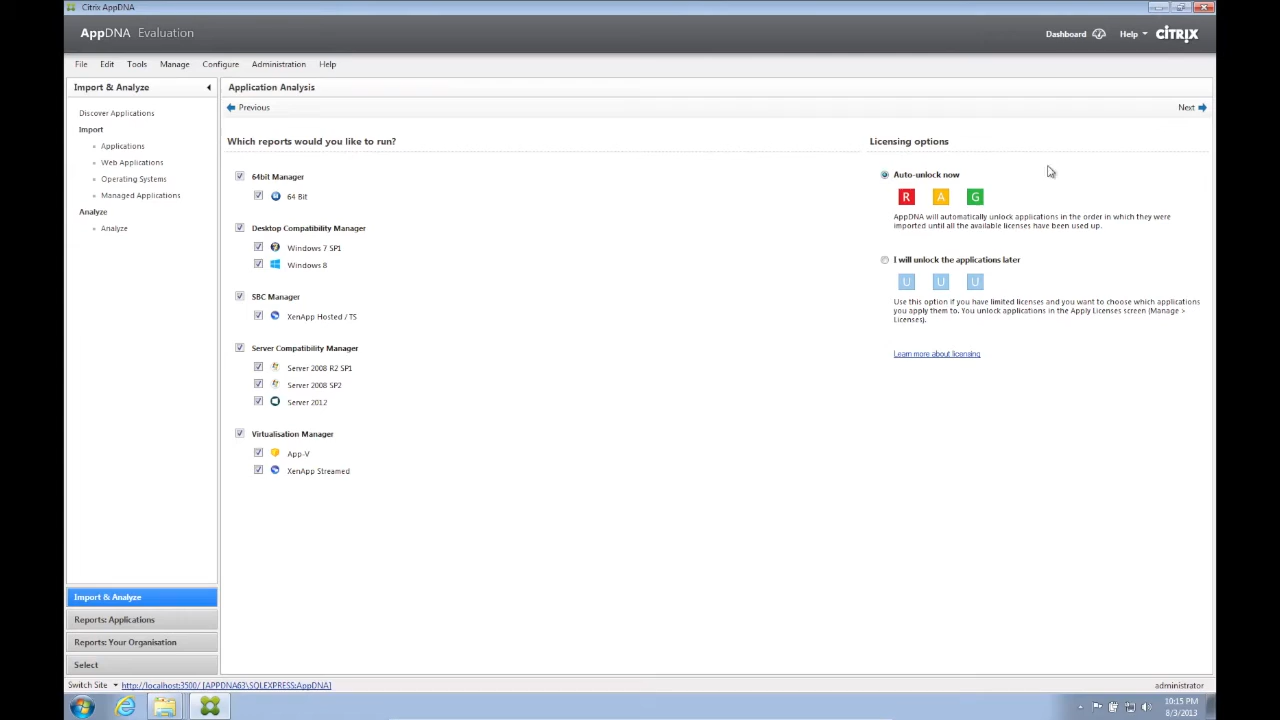 Citrix AppDNA
AppDNA Evaluation
Dashboard
Help
CITRIX
File Edit Tools Manage Configure Administration Help
Import & Analyze
Discover Applications
Import
Applications
Web Applications
Operating Systems
Managed Applications
Analyze
Analyze
Application Analysis
Previous
Next
Which reports would you like to run?
64bit Manager
64 Bit
Desktop Compatibility Manager
Windows 7 SP1
Windows 8
SBC Manager
XenApp Hosted / TS
Server Compatibility Manager
Server 2008 R2 SP1
Server 2008 SP2
Server 2012
Virtualisation Manager
App-V
XenApp Streamed
Licensing options
Auto-unlock now
R A G
AppDNA will automatically unlock applications in the order in which they were
imported until all the available licenses have been used up.
I will unlock the applications later
U U U
Use this option if you have limited licenses and you want to choose which applications
you apply them to. You unlock applications in the Apply Licenses screen (Manage >
Licenses).
Learn more about licensing
Import & Analyze
Reports: Applications
Reports: Your Organisation
Select
Switch Site http://localhost:3500/ [APPDNA63\SQLEXPRESS:AppDNA]
administrator
10:15 PM
8/3/2013